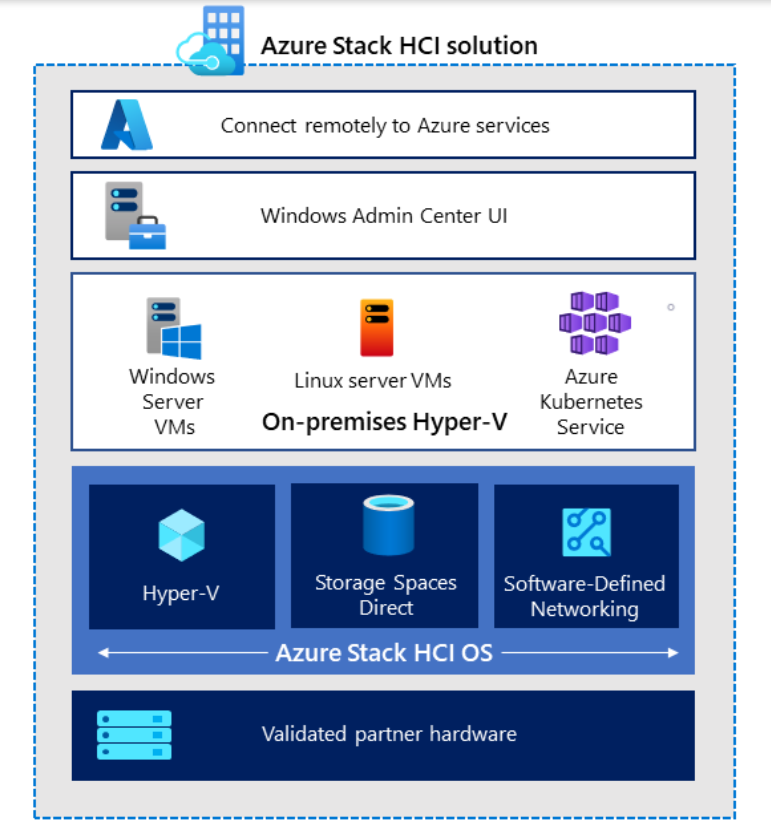 Azure Stack HCI solution
Connect remotely to Azure services
Windows Admin Center UI
Windows
Server
VMs
Linux server VMs
Azure
Kubernetes
Service
On-premises Hyper-V
Hyper-V
Storage Spaces
Direct
Software-Defined
Networking
Azure Stack HCI OS
Validated partner hardware